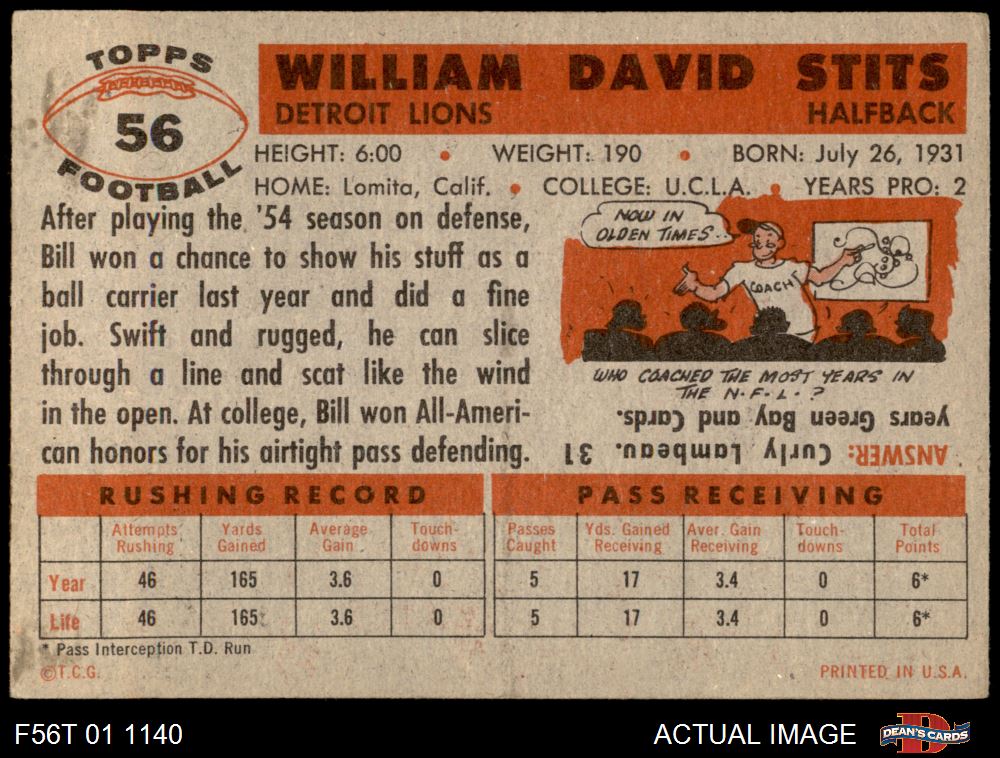 TOPPS
56
FOOTBALL
WILLIAM DAVID STITS
DETROIT LIONS HALFBACK
HEIGHT: 6:00 • WEIGHT: 190 • BORN: July 26, 1931
HOME: Lomita, Calif. • COLLEGE: U.C.L.A. • YEARS PRO: 2
After playing the '54 season on defense,
Bill won a chance to show his stuff as a
ball carrier last year and did a fine
job. Swift and rugged, he can slice
through a line and scat like the wind
in the open. At college, Bill won All-Ameri-
can honors for his airtight pass defending.
NOW IN
OLDEN TIMES..
COACH
WHO COACHED THE MOST YEARS IN
THE N.F.L.?
ANSWER: Curly Lambeau. 31
years Green Bay and Cards.
RUSHING RECORD
Attempts Rushing Yards Gained Average Gain Touch-downs
Year 46 165 3.6 0
Life 46 165 3.6 0
PASS RECEIVING
Passes Caught Yds. Gained Receiving Aver. Gain Receiving Touch-downs Total Points
5 17 3.4 0 6*
5 17 3.4 0 6*
* Pass Interception T.D. Run
©T.C.G. PRINTED IN U.S.A.
F56T 01 1140 ACTUAL IMAGE DEAN'S CARDS